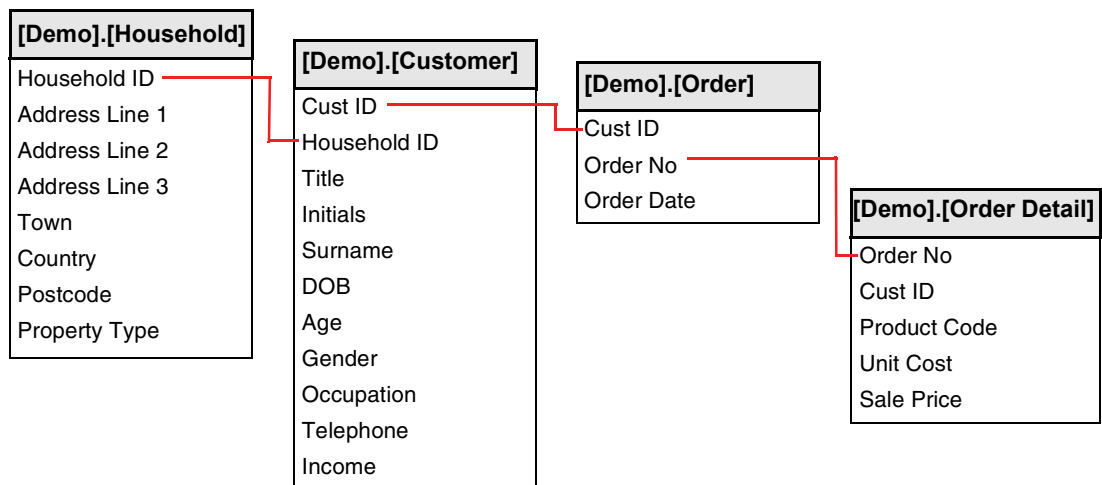 [Demo].[Household]
Household ID
Address Line 1
Address Line 2
Address Line 3
Town
Country
Postcode
Property Type
[Demo].[Customer]
Cust ID
Household ID
Title
Initials
Surname
DOB
Age
Gender
Occupation
Telephone
Income
[Demo].[Order]
Cust ID
Order No
Order Date
[Demo].[Order Detail]
Order No
Cust ID
Product Code
Unit Cost
Sale Price